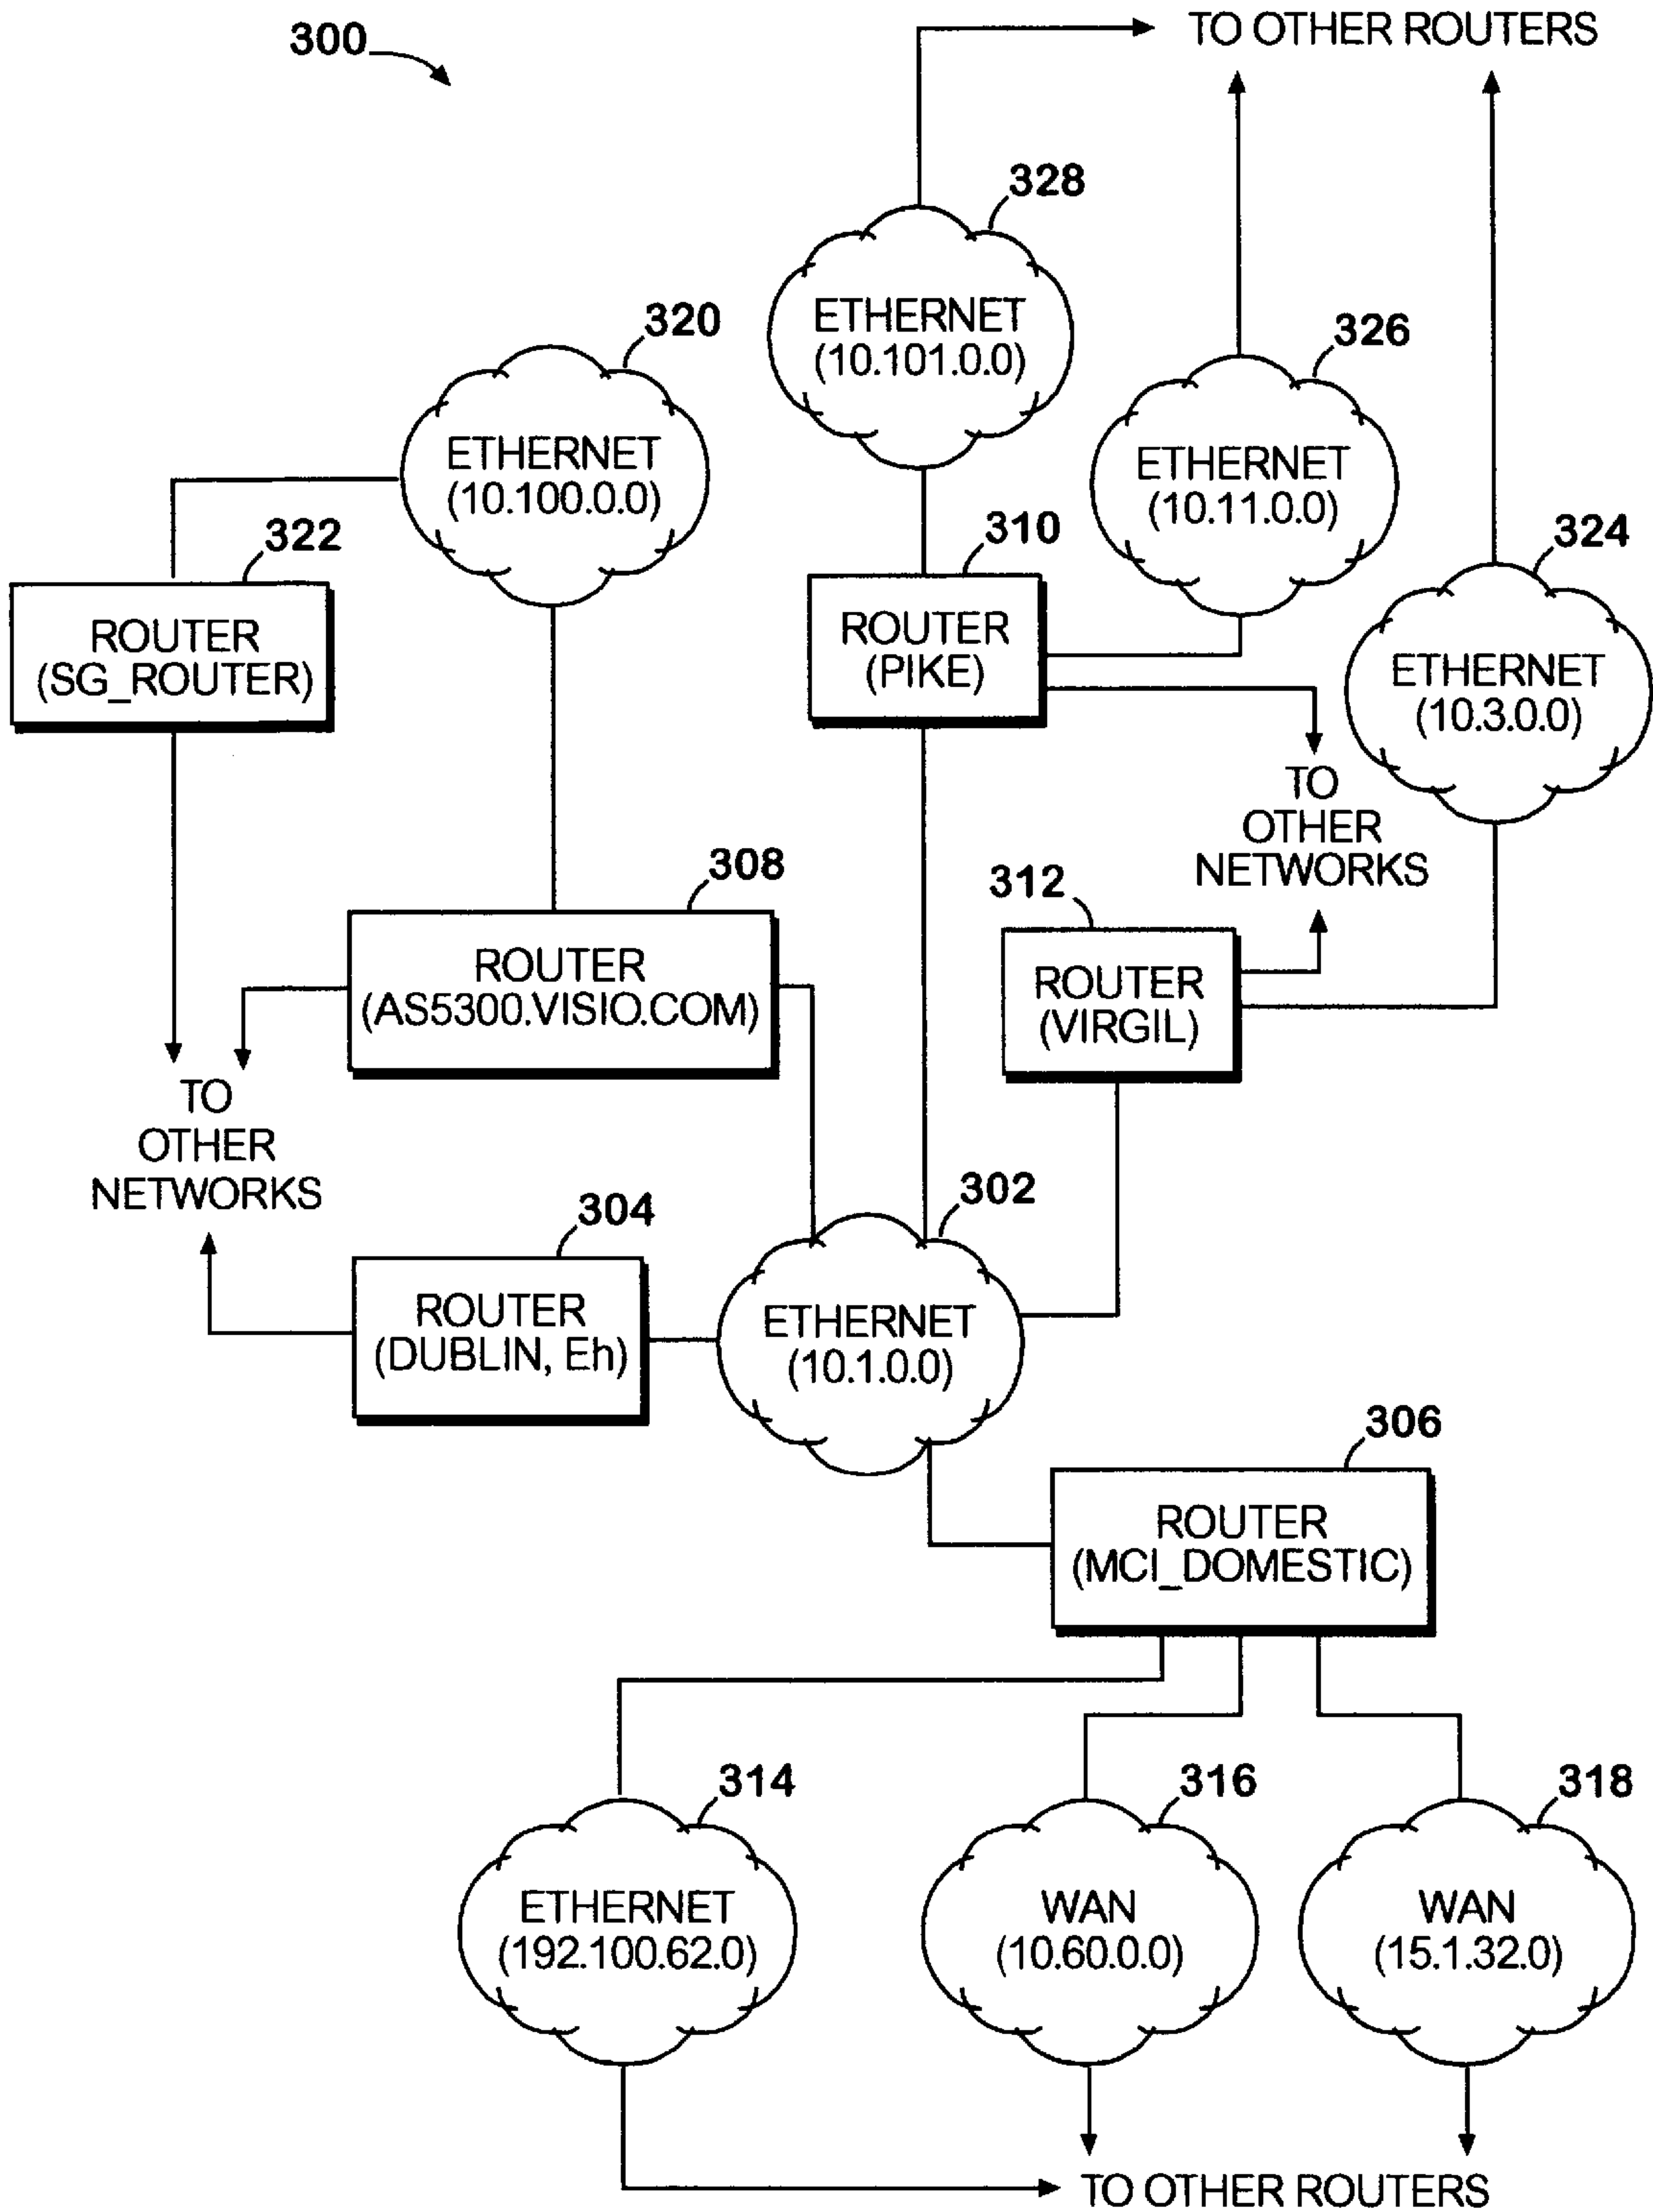 300
TO OTHER ROUTERS
328
ETHERNET
(10.101.0.0)
320
ETHERNET
(10.100.0.0)
326
ETHERNET
(10.11.0.0)
322
ROUTER
(SG_ROUTER)
310
ROUTER
(PIKE)
324
ETHERNET
(10.3.0.0)
TO
OTHER
NETWORKS
308
ROUTER
(AS5300.VISIO.COM)
312
ROUTER
(VIRGIL)
TO
OTHER
NETWORKS
304
ROUTER
(DUBLIN, Eh)
302
ETHERNET
(10.1.0.0)
306
ROUTER
(MCI_DOMESTIC)
314
ETHERNET
(192.100.62.0)
316
WAN
(10.60.0.0)
318
WAN
(15.1.32.0)
TO OTHER ROUTERS